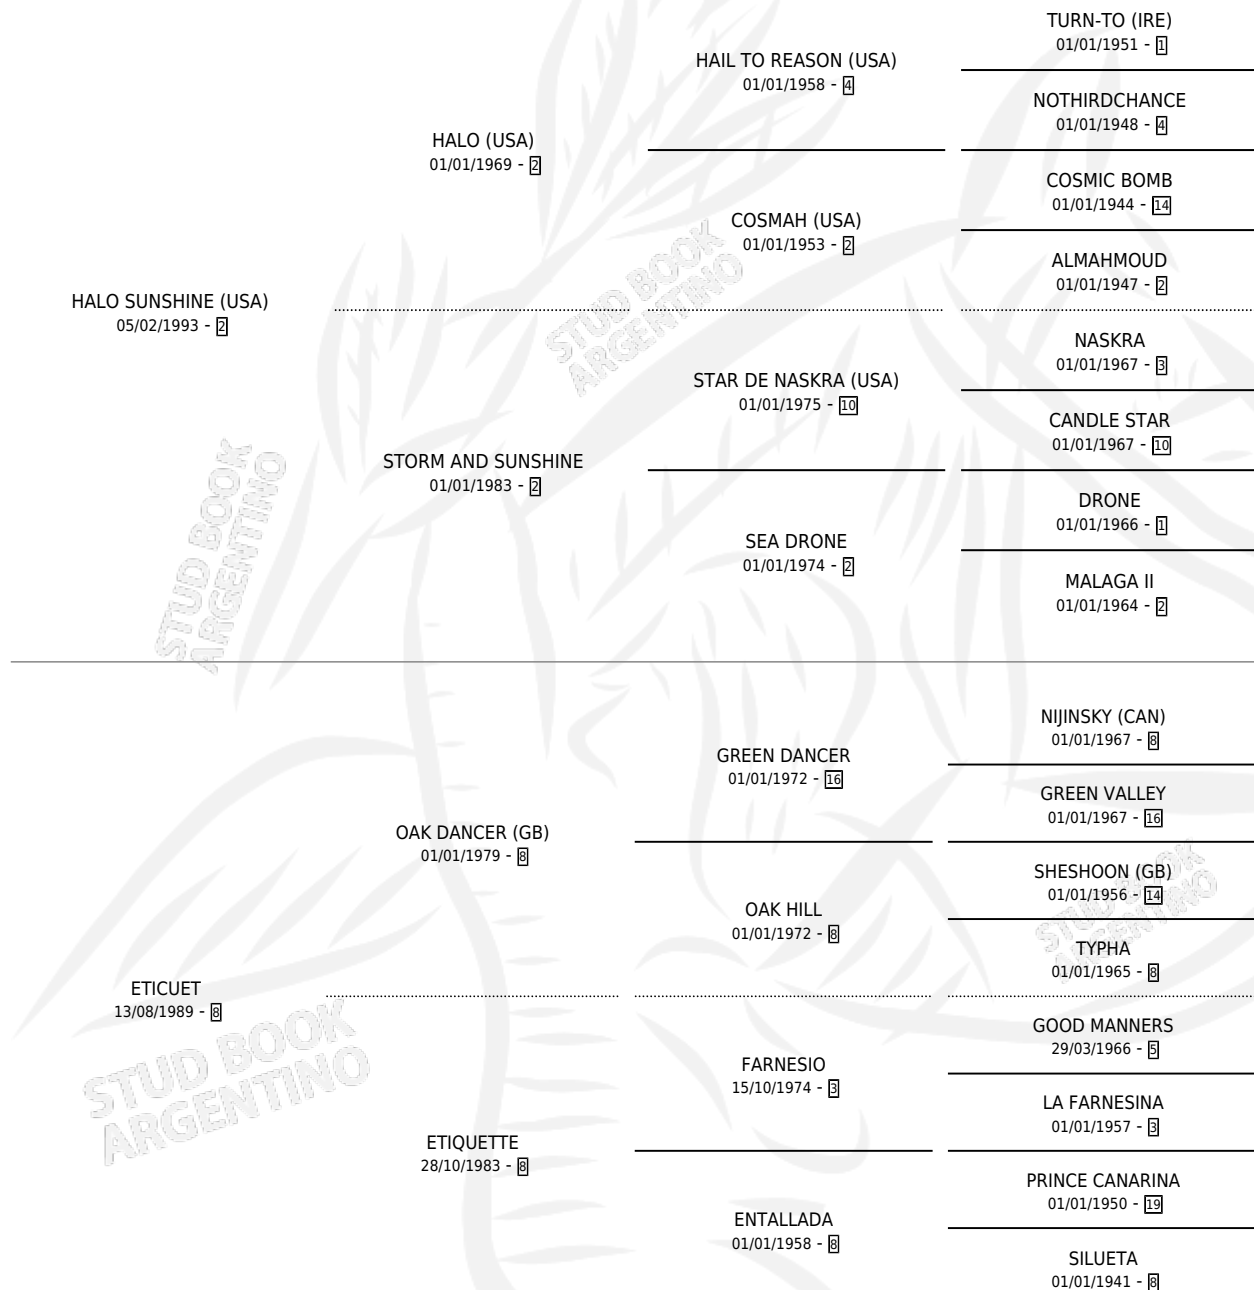 TURN-TO (IRE)
01/01/1951 - 1
HAIL TO REASON (USA)
01/01/1958 - 4
NOTHIRDCHANCE
01/01/1948 - 4
HALO (USA)
01/01/1969 - 2
COSMIC BOMB
01/01/1944 - 14
COSMAH (USA)
01/01/1953 - 2
ALMAHMOUD
01/01/1947 - 2
HALO SUNSHINE (USA)
05/02/1993 - 2
NASKRA
01/01/1967 - 3
STAR DE NASKRA (USA)
01/01/1975 - 10
CANDLE STAR
01/01/1967 - 10
STORM AND SUNSHINE
01/01/1983 - 2
DRONE
01/01/1966 - 1
SEA DRONE
01/01/1974 - 2
MALAGA II
01/01/1964 - 2
NIJINSKY (CAN)
01/01/1967 - 8
GREEN DANCER
01/01/1972 - 16
GREEN VALLEY
01/01/1967 - 16
OAK DANCER (GB)
01/01/1979 - 8
SHESHOON (GB)
01/01/1956 - 14
OAK HILL
01/01/1972 - 8
TYPHA
01/01/1965 - 8
ETICUET
13/08/1989 - 8
GOOD MANNERS
29/03/1966 - 5
FARNESIO
15/10/1974 - 3
LA FARNESINA
01/01/1957 - 3
ETIQUETTE
28/10/1983 - 8
PRINCE CANARINA
01/01/1950 - 19
ENTALLADA
01/01/1958 - 8
SILUETA
01/01/1941 - 8
STUD BOOK
ARGENTINO
STUD BOOK
ARGENTINO
STUD BOOK
ARGENTINO
STUD BOOK
ARGENTINO